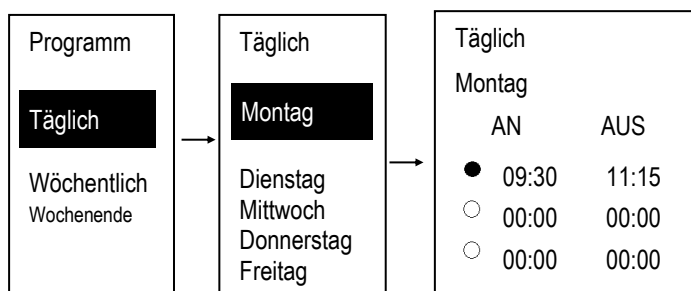 Programm
Täglich
Wöchentlich
Wochenende
Täglich
Montag
Dienstag
Mittwoch
Donnerstag
Freitag
Täglich
Montag
AN AUS
09:30 11:15
00:00 00:00
00:00 00:00